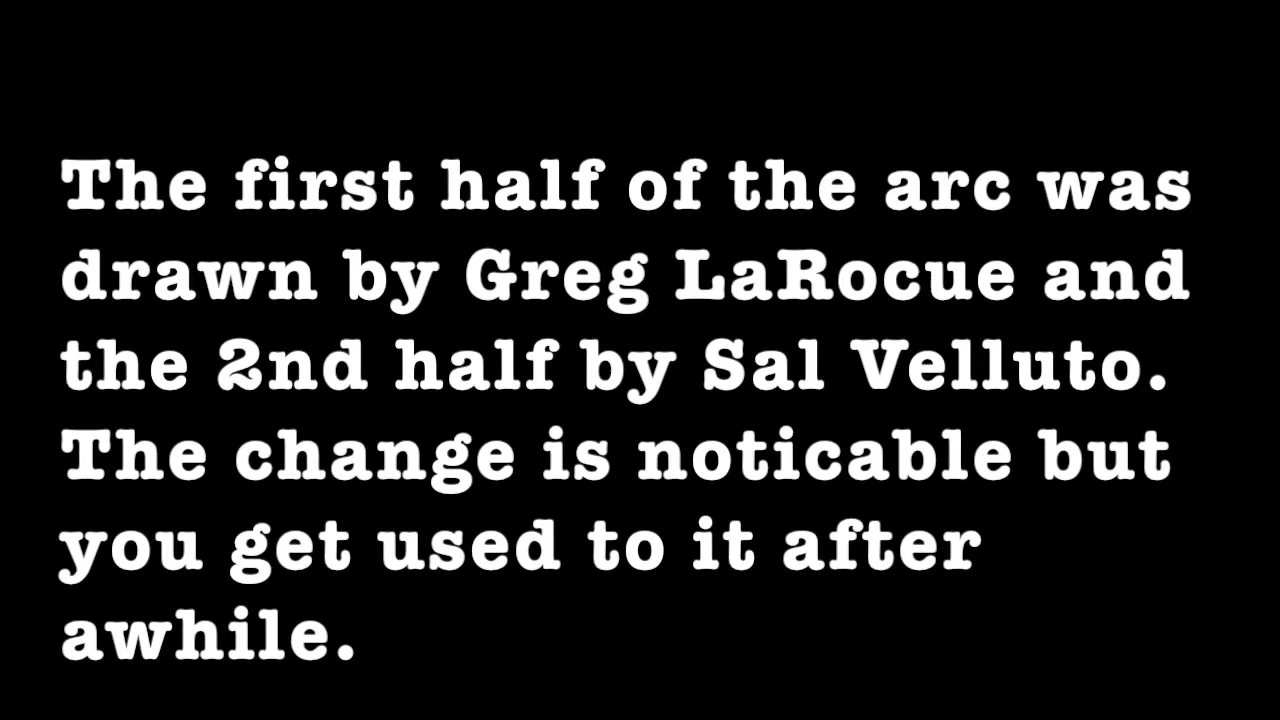 The first half of the arc was
drawn by Greg LaRocue and
the 2nd half by Sal Velluto.
The change is noticable but
you get used to it after
awhile.